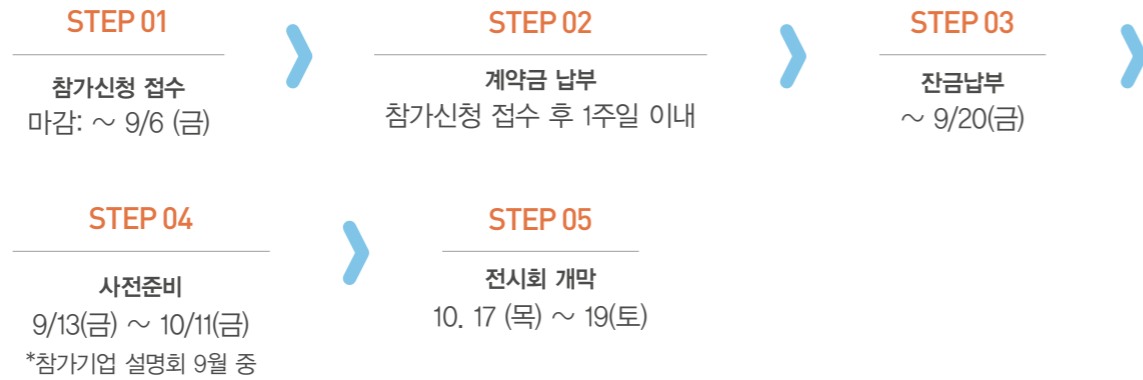 STEP 01
참가신청 접수
마감: ~ 9/6 (금)
STEP 02
계약금 납부
참가신청 접수 후 1주일 이내
STEP 03
잔금납부
~ 9/20(금)
STEP 04
사전준비
9/13(금) ~ 10/11(금)
*참가기업 설명회 9월 중
STEP 05
전시회 개막
10. 17 (목) ~ 19(토)